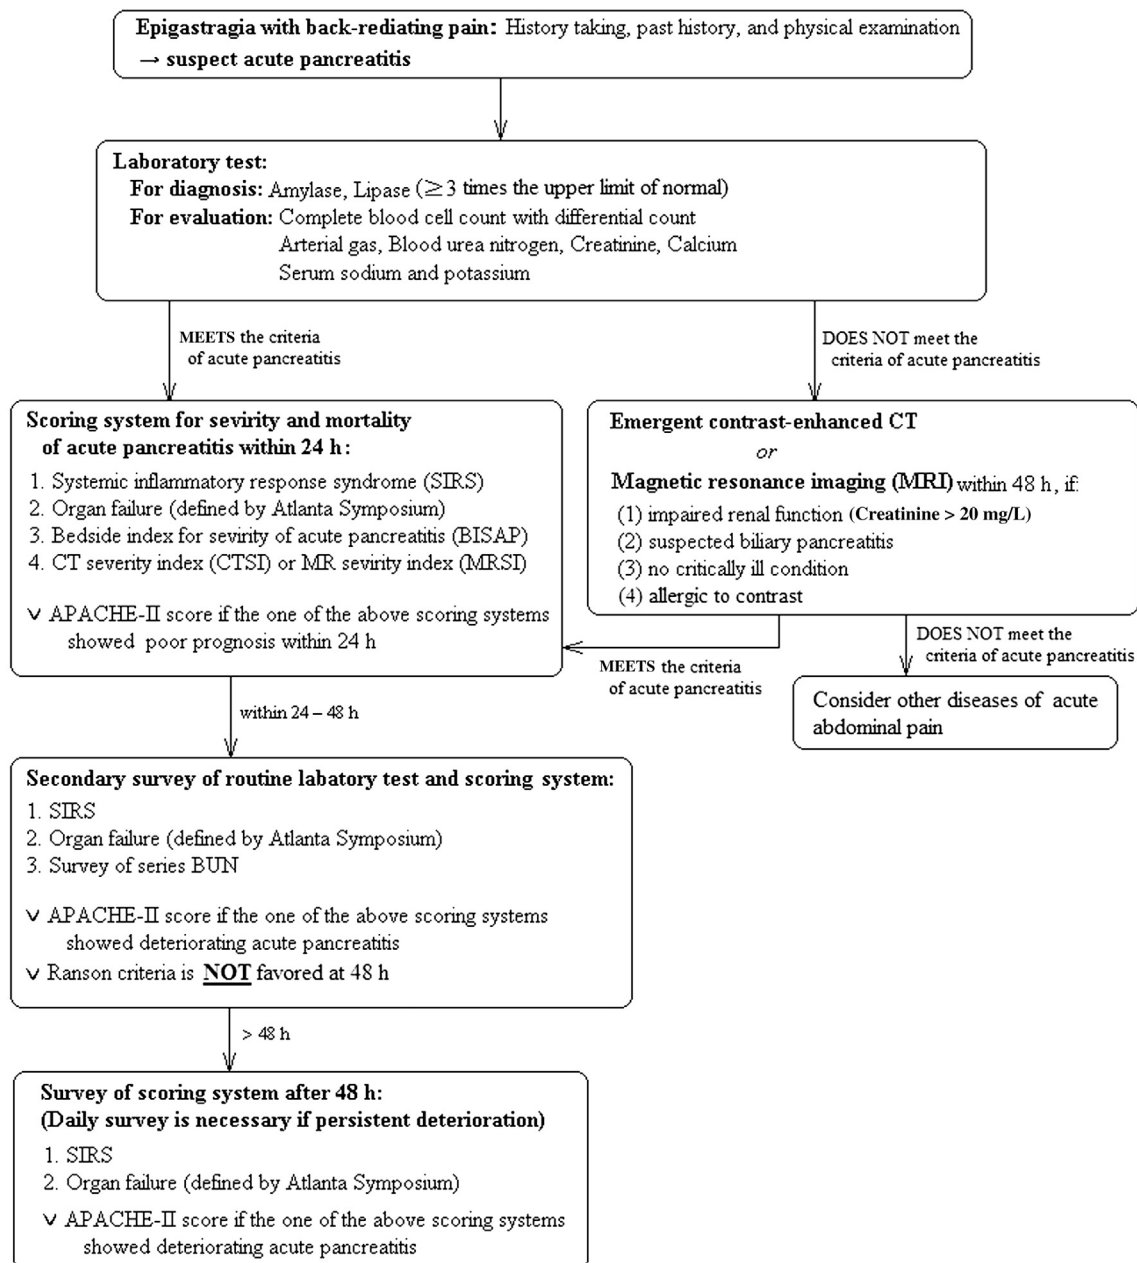 Epigastragia with back-rediating pain: History taking, past history, and physical examination
→ suspect acute pancreatitis
Laboratory test:
For diagnosis: Amylase, Lipase (≥3 times the upper limit of normal)
For evaluation: Complete blood cell count with differential count
Arterial gas, Blood urea nitrogen, Creatinine, Calcium
Serum sodium and potassium
MEETS the criteria
of acute pancreatitis
DOES NOT meet the
criteria of acute pancreatitis
Scoring system for sevirity and mortality
of acute pancreatitis within 24 h:
1. Systemic inflammatory response syndrome (SIRS)
2. Organ failure (defined by Atlanta Symposium)
3. Bedside index for sevirity of acute pancreatitis (BISAP)
4. CT severity index (CTSI) or MR sevirity index (MRSI)
∨ APACHE-II score if the one of the above scoring systems
showed poor prognosis within 24 h
Emergent contrast-enhanced CT
or
Magnetic resonance imaging (MRI) within 48 h, if:
(1) impaired renal function (Creatinine > 20 mg/L)
(2) suspected biliary pancreatitis
(3) no critically ill condition
(4) allergic to contrast
MEETS the criteria
of acute pancreatitis
DOES NOT meet the
criteria of acute pancreatitis
Consider other diseases of acute
abdominal pain
within 24 – 48 h
Secondary survey of routine labatory test and scoring system:
1. SIRS
2. Organ failure (defined by Atlanta Symposium)
3. Survey of series BUN
∨ APACHE-II score if the one of the above scoring systems
showed deteriorating acute pancreatitis
∨ Ranson criteria is NOT favored at 48 h
> 48 h
Survey of scoring system after 48 h:
(Daily survey is necessary if persistent deterioration)
1. SIRS
2. Organ failure (defined by Atlanta Symposium)
∨ APACHE-II score if the one of the above scoring systems
showed deteriorating acute pancreatitis